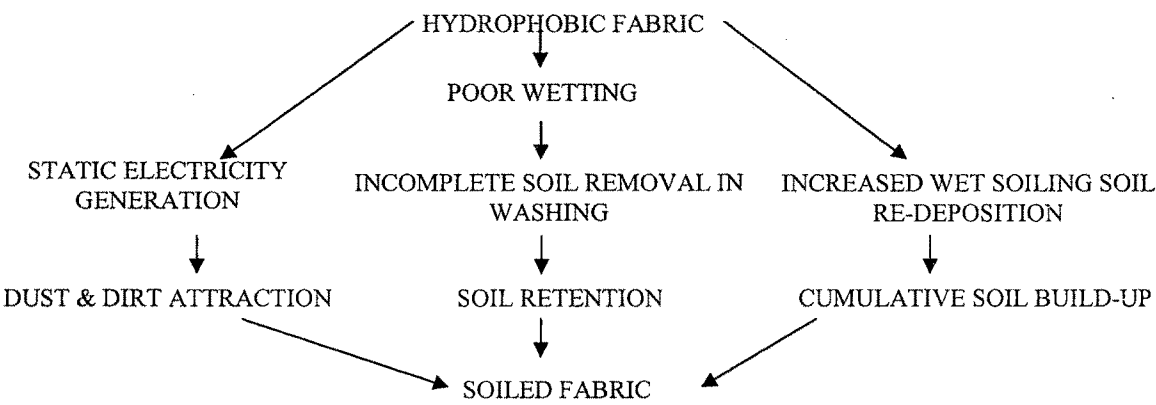 HYDROPHOBIC FABRIC
POOR WETTING
STATIC ELECTRICITY
GENERATION
INCOMPLETE SOIL REMOVAL IN
WASHING
INCREASED WET SOILING SOIL
RE-DEPOSITION
DUST & DIRT ATTRACTION
SOIL RETENTION
CUMULATIVE SOIL BUILD-UP
SOILED FABRIC